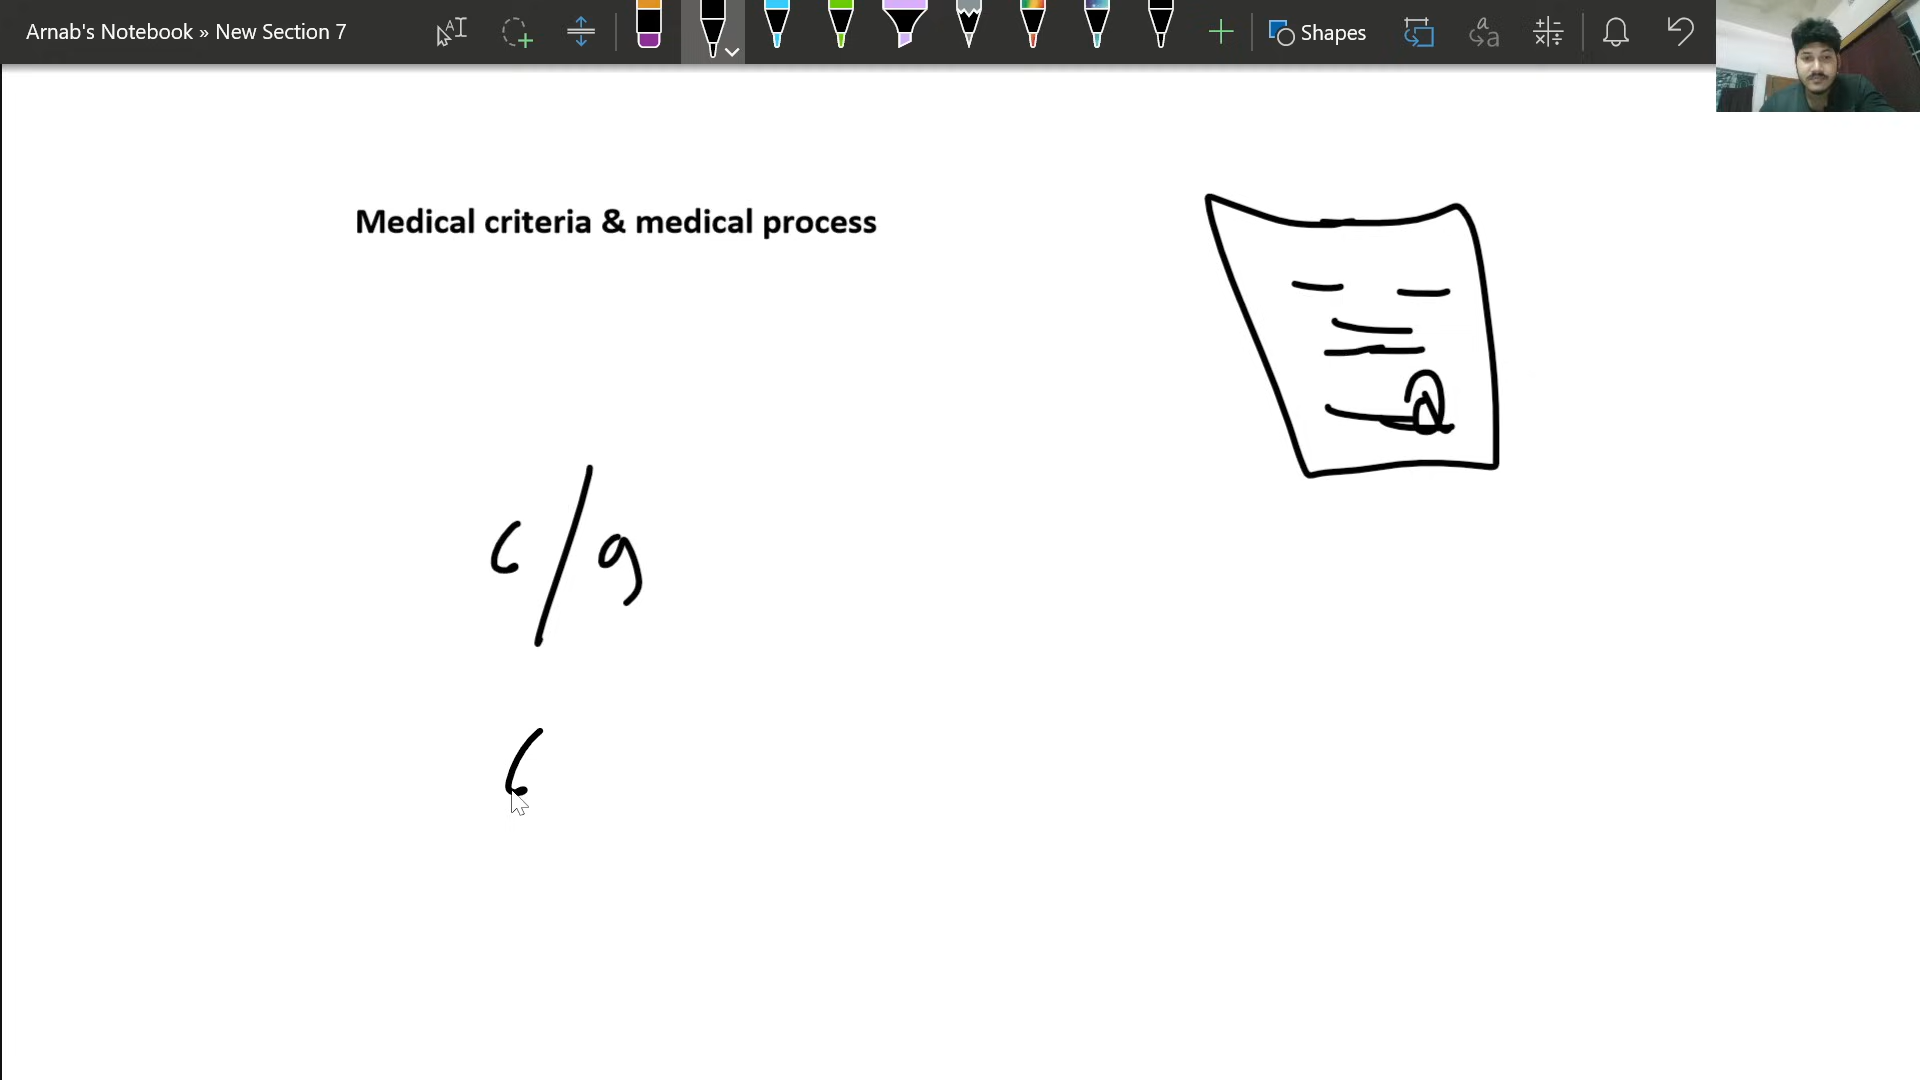 Arnab's Notebook » New Section 7
Shapes
Medical criteria & medical process